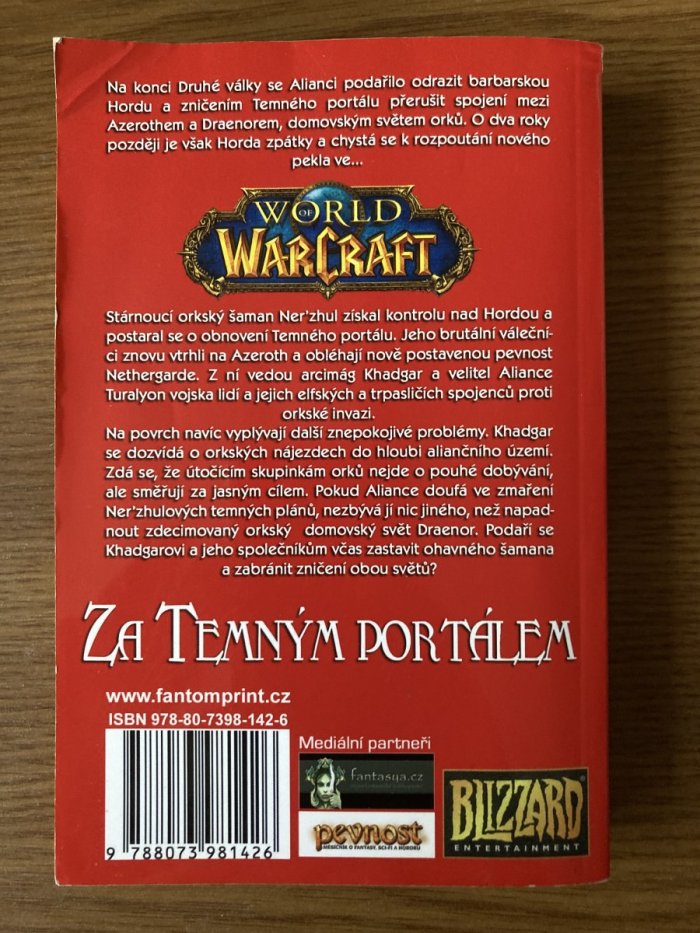 Na konci Druhé války se Alianci podařilo odrazit barbarskou
Hordu a zničením Temného portálu přerušit spojení mezi
Azerothem a Draenorem, domovským světem orků. O dva roky
později je však Horda zpátky a chystá se k rozpoutání nového
pekla ve...
WORLD
OF
WARCRAFT
Stárnoucí orkský šaman Ner'zhul získal kontrolu nad Hordou a
postaral se o obnovení Temného portálu. Jeho brutální váleční-
ci znovu vtrhli na Azeroth a obléhají nově postavenou pevnost
Nethergarde. Z ní vedou arcimág Khadgar a velitel Aliance
Turalyon vojska lidí a jejich elfských a trpasličích spojenců proti
orkské invazi.
Na povrch navíc vyplývají další znepokojivé problémy. Khadgar
se dozvídá o orkských nájezdech do hloubi aliančního území.
Zdá se, že útočícím skupinkám orků nejde o pouhé dobývání,
ale směřují za jasným cílem. Pokud Aliance doufá ve zmaření
Ner'zhulových temných plánů, nezbývá jí nic jiného, než napad-
nout zdecimovaný orkský domovský svět Draenor. Podaří se
Khadgarovi a jeho společníkům včas zastavit ohavného šamana
a zabránit zničení obou světů?
ZA TEMNÝM PORTÁLEM
www.fantomprint.cz
ISBN 978-80-7398-142-6
Mediální partneři
fantasya.cz
pevnost
MĚSÍČNÍK O FANTASY, SCI-FI A HORORU
BLIZZARD
ENTERTAINMENT
9 788073 981426